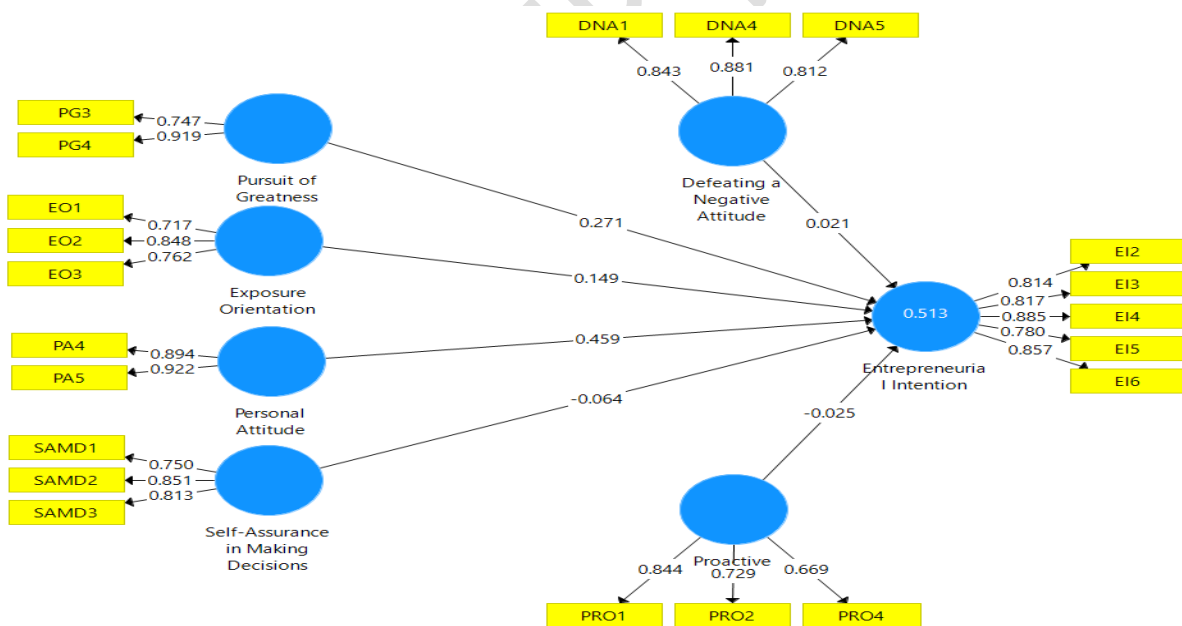 DNA1
DNA4
DNA5
0.843
0.881
0.812
Defeating a
Negative
Attitude
0.021
PG3
PG4
0.747
0.919
Pursuit of
Greatness
0.271
EO1
EO2
EO3
0.717
0.848
0.762
Exposure
Orientation
0.149
PA4
PA5
0.894
0.922
Personal
Attitude
0.459
SAMD1
SAMD2
SAMD3
0.750
0.851
0.813
Self-Assurance
in Making
Decisions
-0.064
0.513
Entrepreneuria
l Intention
0.814
0.817
0.885
0.780
0.857
EI2
EI3
EI4
EI5
EI6
-0.025
Proactive
0.844
0.729
0.669
PRO1
PRO2
PRO4